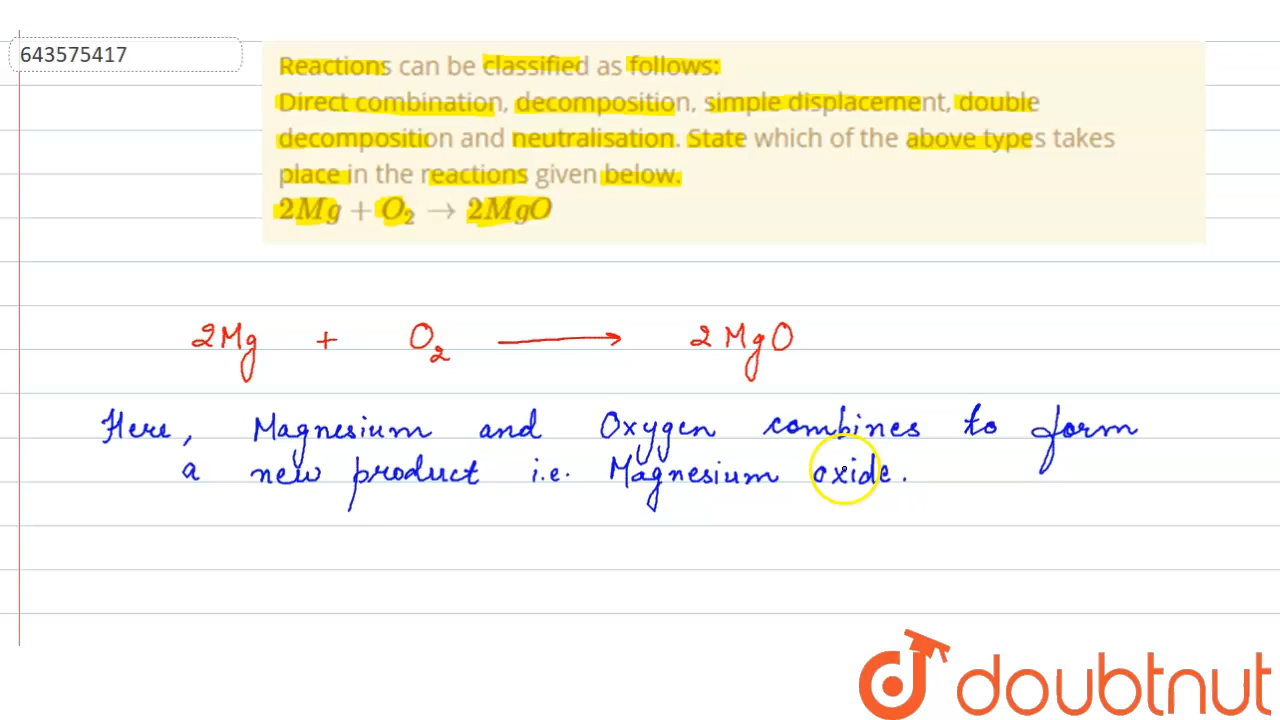 643575417
Reactions can be classified as follows:
Direct combination, decomposition, simple displacement, double
decomposition and neutralisation. State which of the above types takes
place in the reactions given below.
2Mg + O₂ → 2MgO
2Mg + O₂ → 2MgO
Here, Magnesium and Oxygen combines to form
a new product i.e. Magnesium oxide.
doubtnut